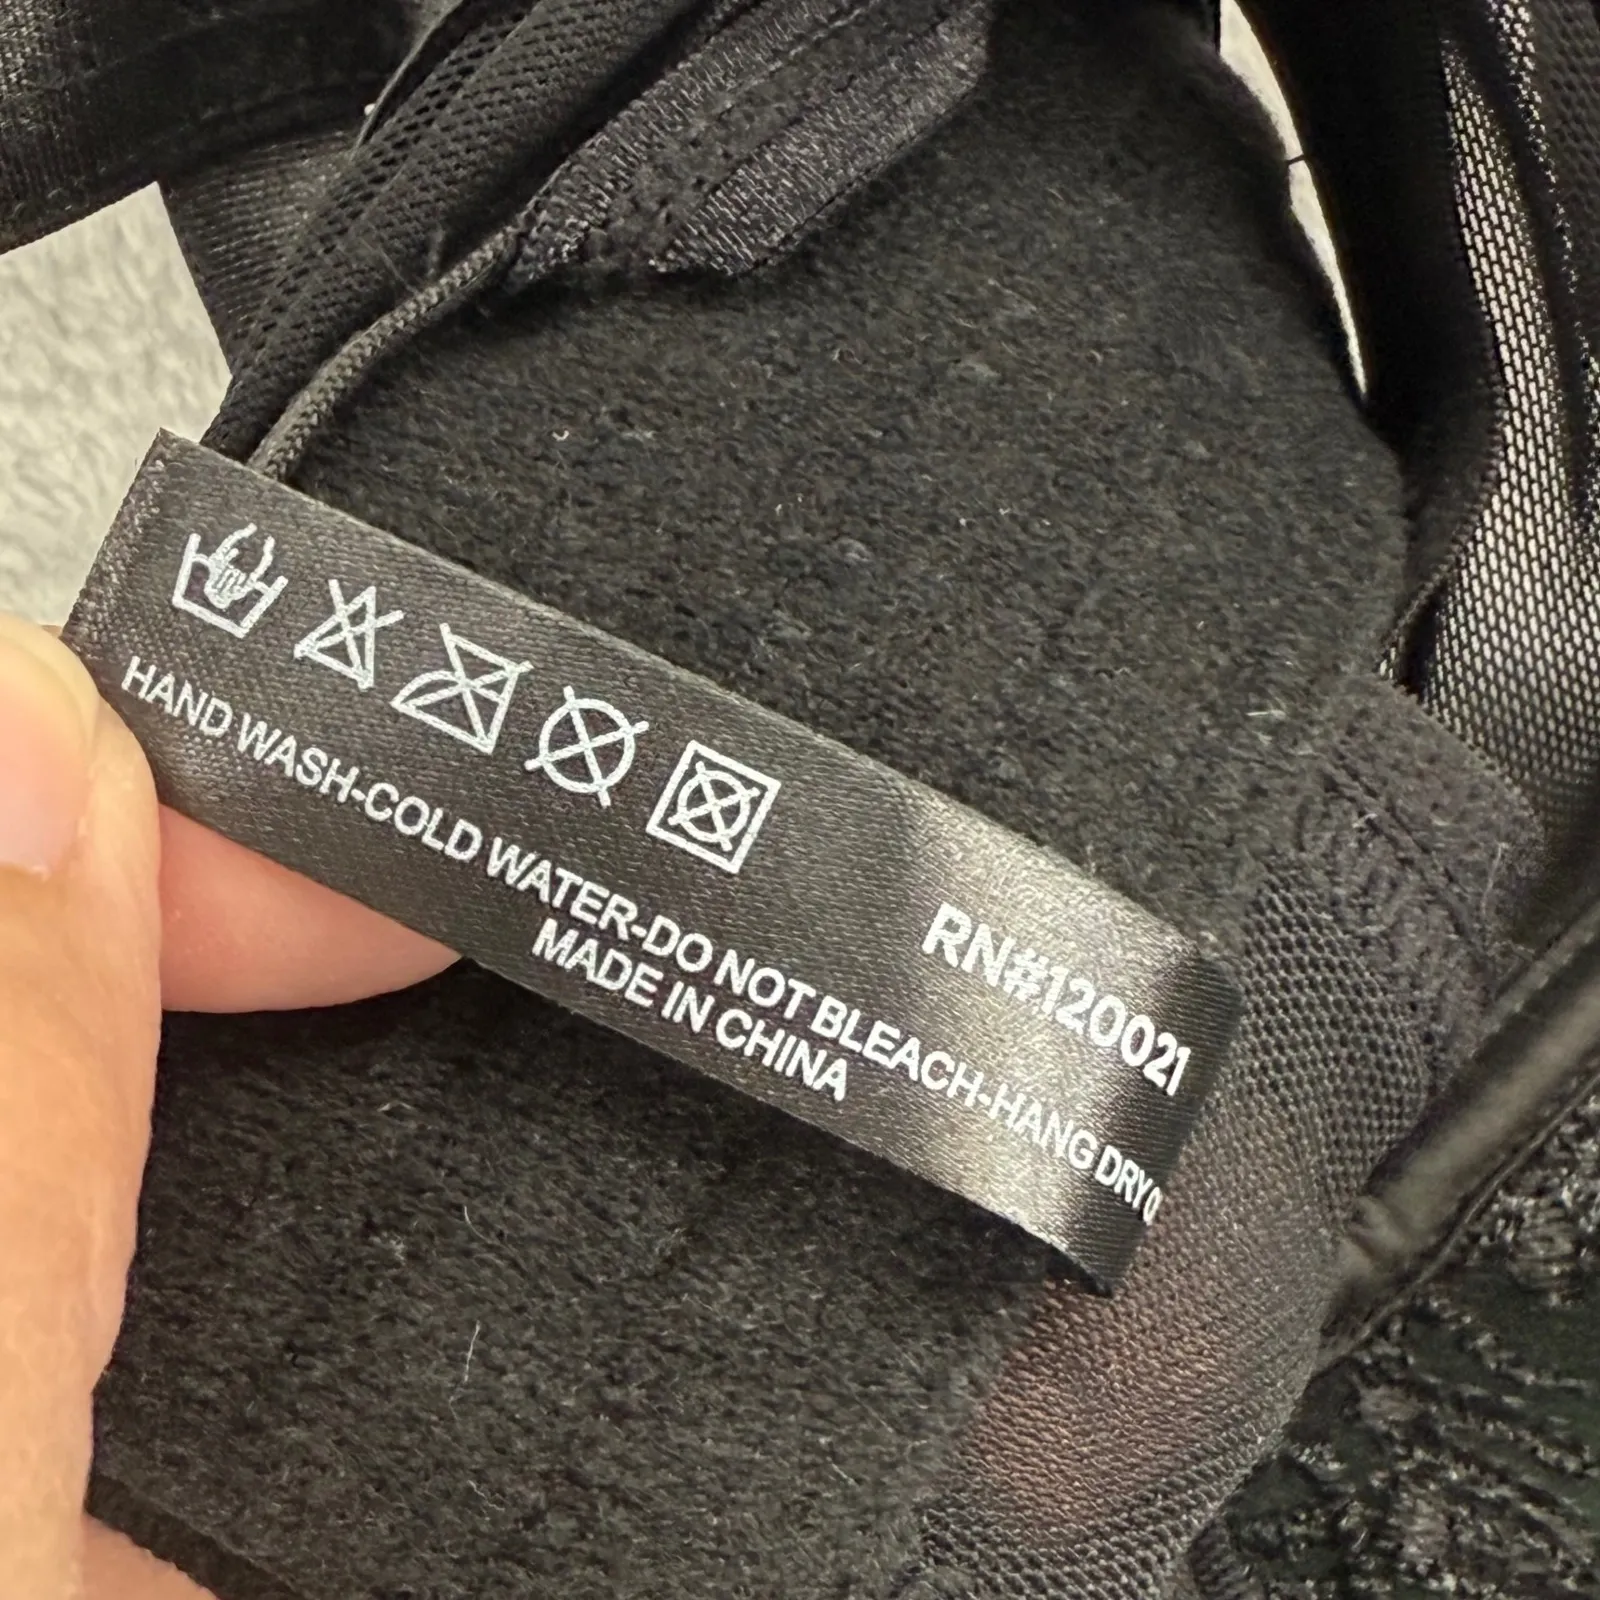 RN#120021
HAND WASH-COLD WATER-DO NOT BLEACH-HANG DRY
MADE IN CHINA